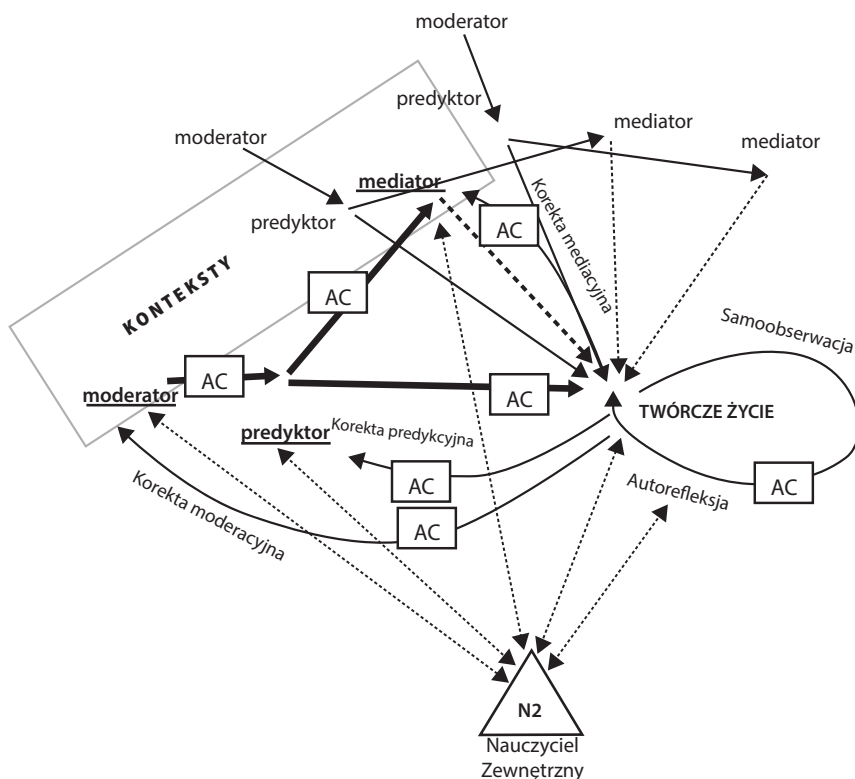 moderator
predyktor
mediator
moderator
mediator
mediator
predyktor
AC
Korekta mediacyjna
KONTEKSTY
AC
Samoobserwacja
AC
moderator
AC
TWÓRCZE ŻYCIE
predyktor
Korekta predykcyjna
AC
AC
Autorefleksja
Korekta moderacyjna
AC
N2
Nauczyciel
Zewnętrzny